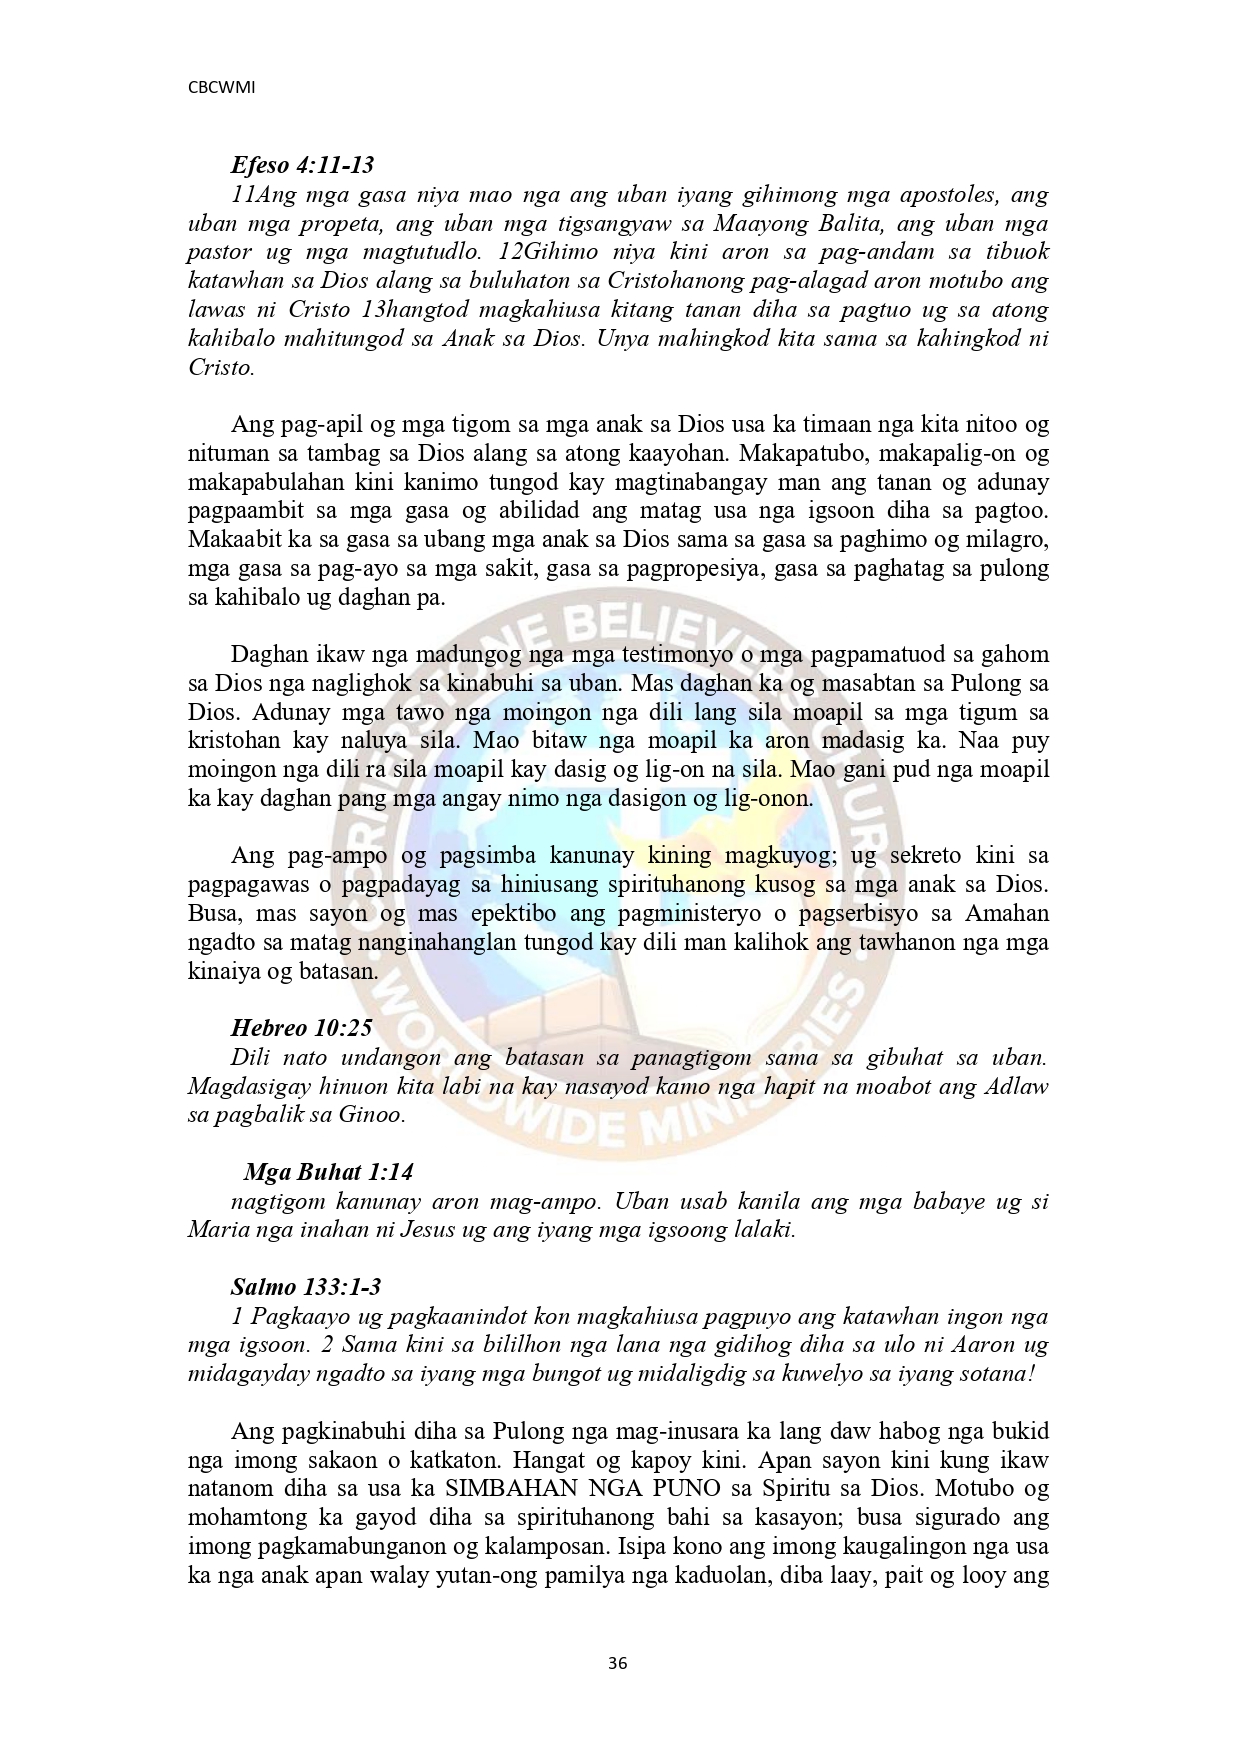 CBCWMI
Efeso 4:11-13
11Ang mga gasa niya mao nga ang uban iyang gihimong mga apostoles, ang
uban mga propeta, ang uban mga tigsangyaw sa Maayong Balita, ang uban mga
pastor ug mga magtutudlo. 12Gihimo niya kini aron sa pag-andam sa tibuok
katawhan sa Dios alang sa buluhaton sa Cristohanong pag-alagad aron motubo ang
lawas ni Cristo 13hangtod magkahiusa kitang tanan diha sa pagtuo ug sa atong
kahibalo mahitungod sa Anak sa Dios. Unya mahingkod kita sama sa kahingkod ni
Cristo.
Ang pag-apil og mga tigom sa mga anak sa Dios usa ka timaan nga kita nitoo og
nituman sa tambag sa Dios alang sa atong kaayohan. Makapatubo, makapalig-on og
makapabulahan kini kanimo tungod kay magtinabangay man ang tanan og adunay
pagpaambit sa mga gasa og abilidad ang matag usa nga igsoon diha sa pagtoo.
Makaabit ka sa gasa sa ubang mga anak sa Dios sama sa gasa sa paghimo og milagro,
mga gasa sa pag-ayo sa mga sakit, gasa sa pagpropesiya, gasa sa paghatag sa pulong
sa kahibalo ug daghan pa.
Daghan ikaw nga madungog nga mga testimonyo o mga pagpamatuod sa gahom
sa Dios nga naglighok sa kinabuhi sa uban. Mas daghan ka og masabtan sa Pulong sa
Dios. Adunay mga tawo nga moingon nga dili lang sila moapil sa mga tigum sa
kristohan kay naluya sila. Mao bitaw nga moapil ka aron madasig ka. Naa puy
moingon nga dili ra sila moapil kay dasig og lig-on na sila. Mao gani pud nga moapil
ka kay daghan pang mga angay nimo nga dasigon og lig-onon.
Ang pag-ampo og pagsimba kanunay kining magkuyog; ug sekreto kini sa
pagpagawas o pagpadayag sa hiniusang spirituhanong kusog sa mga anak sa Dios.
Busa, mas sayon og mas epektibo ang pagministeryo o pagserbisyo sa Amahan
ngadto sa matag nanginahanglan tungod kay dili man kalihok ang tawhanon nga mga
kinaiya og batasan.
Hebreo 10:25
Dili nato undangon ang batasan sa panagtigom sama sa gibuhat sa uban.
Magdasigay hinuon kita labi na kay nasayod kamo nga hapit na moabot ang Adlaw
sa pagbalik sa Ginoo.
Mga Buhat 1:14
nagtigom kanunay aron mag-ampo. Uban usab kanila ang mga babaye ug si
Maria nga inahan ni Jesus ug ang iyang mga igsoong lalaki.
Salmo 133:1-3
1 Pagkaayo ug pagkaanindot kon magkahiusa pagpuyo ang katawhan ingon nga
mga igsoon. 2 Sama kini sa bililhon nga lana nga gidihog diha sa ulo ni Aaron ug
midagayday ngadto sa iyang mga bungot ug midaligdig sa kuwelyo sa iyang sotana!
Ang pagkinabuhi diha sa Pulong nga mag-inusara ka lang daw habog nga bukid
nga imong sakaon o katkaton. Hangat og kapoy kini. Apan sayon kini kung ikaw
natanom diha sa usa ka SIMBAHAN NGA PUNO sa Spiritu sa Dios. Motubo og
mohamtong ka gayod diha sa spirituhanong bahi sa kasayon; busa sigurado ang
imong pagkamabunganon og kalamposan. Isipa kono ang imong kaugalingon nga usa
ka nga anak apan walay yutan-ong pamilya nga kaduolan, diba laay, pait og looy ang
CORNERSTONE BELIEVERS CHURCH
WORLDWIDE MINISTRIES
36